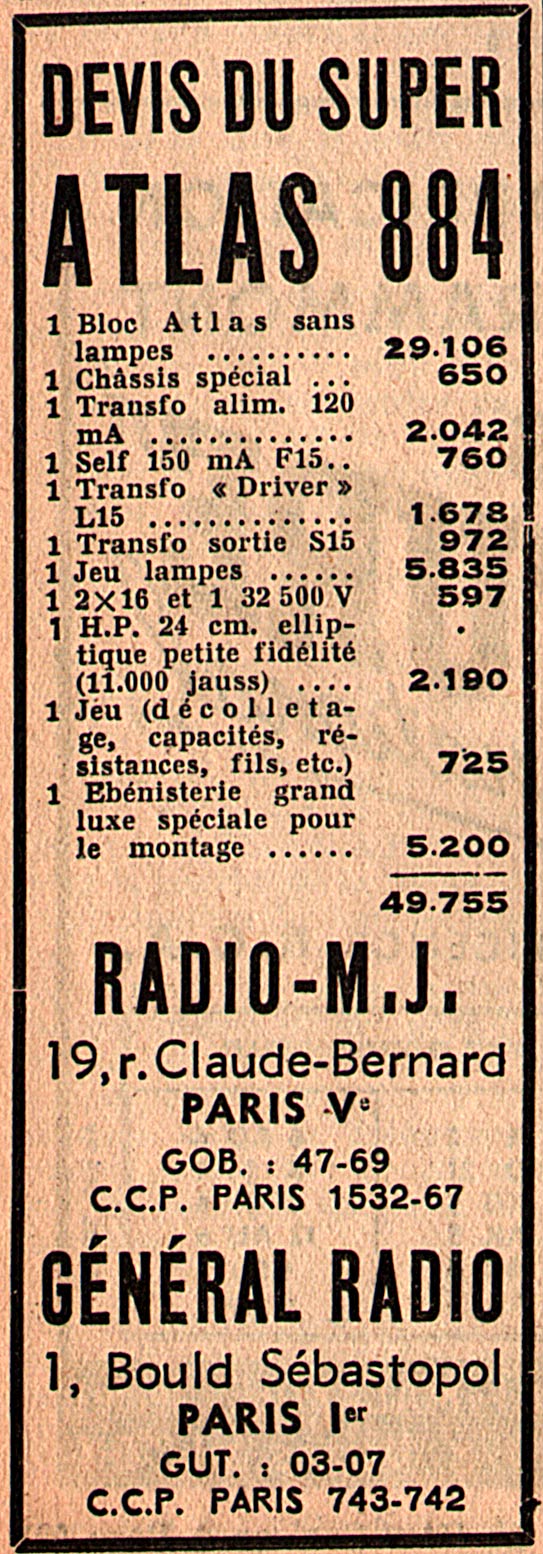 DEVIS DU SUPER
ATLAS 884
1 Bloc Atlas sans
lampes .......... 29.106
1 Châssis spécial ... 650
1 Transfo alim. 120
mA ............... 2.042
1 Self 150 mA F15.. 760
1 Transfo « Driver »
L15 .............. 1.678
1 Transfo sortie S15 972
1 Jeu lampes ...... 5.835
1 2×16 et 1 32 500 V 597
1 H.P. 24 cm. ellip-
tique petite fidélité
(11.000 jauss) .... 2.190
1 Jeu (décolleta-
ge, capacités, ré-
sistances, fils, etc.) 725
1 Ebénisterie grand
luxe spéciale pour
le montage ...... 5.200
49.755
RADIO-M.J.
19, r. Claude-Bernard
PARIS Ve
GOB. : 47-69
C.C.P. PARIS 1532-67
GÉNÉRAL RADIO
1, Bould Sébastopol
PARIS Ier
GUT. : 03-07
C.C.P. PARIS 743-742